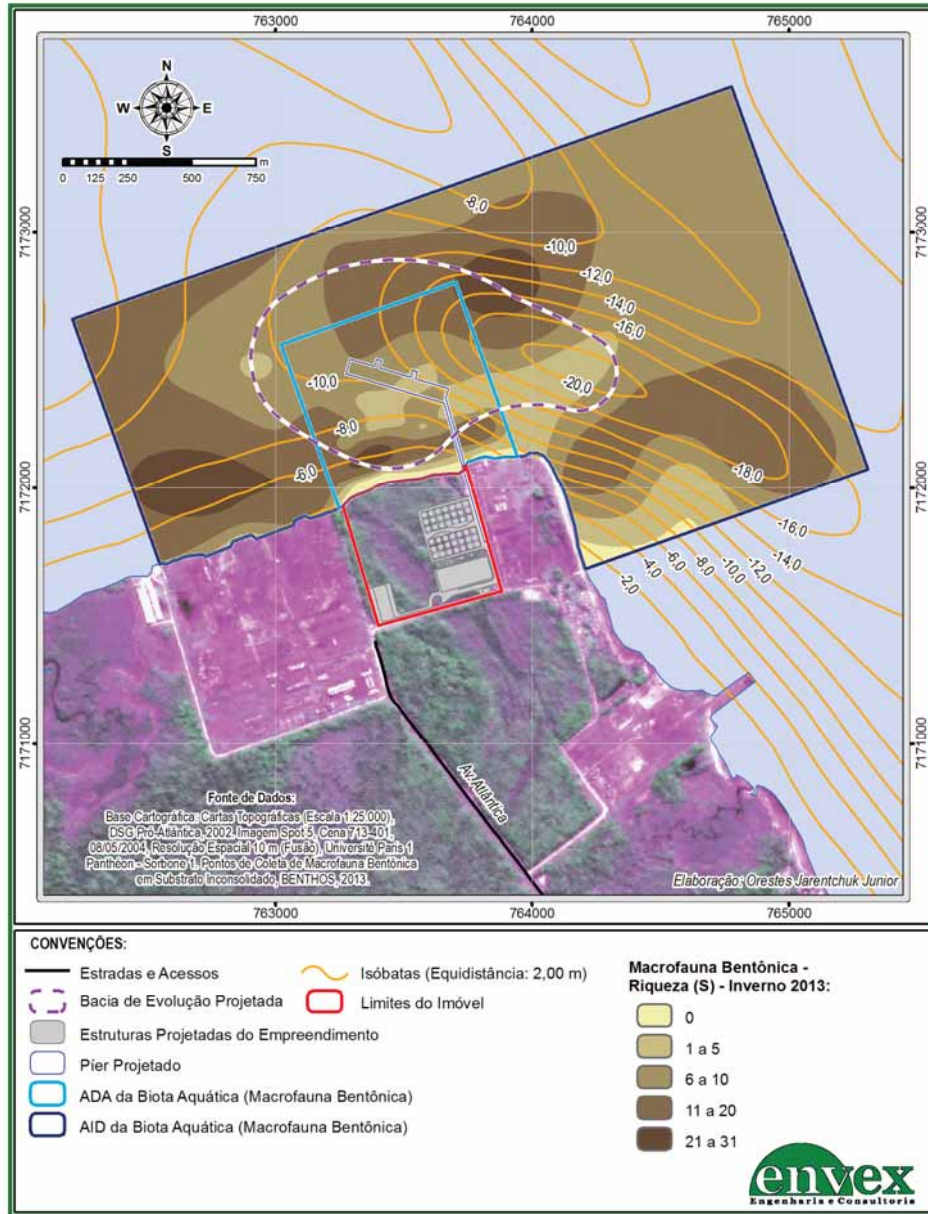 763000
764000
765000
N
W
E
S
0 125 250 500 750
m
7173000
7173000
-8,0
-10,0
-12,0
-14,0
-16,0
-10,0
-20,0
-8,0
-6,0
-18,0
7172000
7172000
-16,0
-14,0
-12,0
-10,0
-8,0
-6,0
-4,0
-2,0
7171000
7171000
Av. Atlântica
Fonte de Dados:
Base Cartográfica: Cartas Topográficas (Escala 1:25.000),
DSG Pró-Atlântica, 2002. Imagem Spot 5, Cena 713-401,
08/05/2004, Resolução Espacial 10 m (Fusão), Université Paris 1
Panthéon - Sorbone 1. Pontos de Coleta de Macrofauna Bentônica
em Substrato Inconsolidado, BENTHOS, 2013.
Elaboração: Orestes Jarentchuk Junior
763000
764000
765000
CONVENÇÕES:
Estradas e Acessos
Bacia de Evolução Projetada
Estruturas Projetadas do Empreendimento
Píer Projetado
ADA da Biota Aquática (Macrofauna Bentônica)
AID da Biota Aquática (Macrofauna Bentônica)
Isóbatas (Equidistância: 2,00 m)
Limites do Imóvel
Macrofauna Bentônica -
Riqueza (S) - Inverno 2013:
0
1 a 5
6 a 10
11 a 20
21 a 31
envex
Engenharia e Consultoria